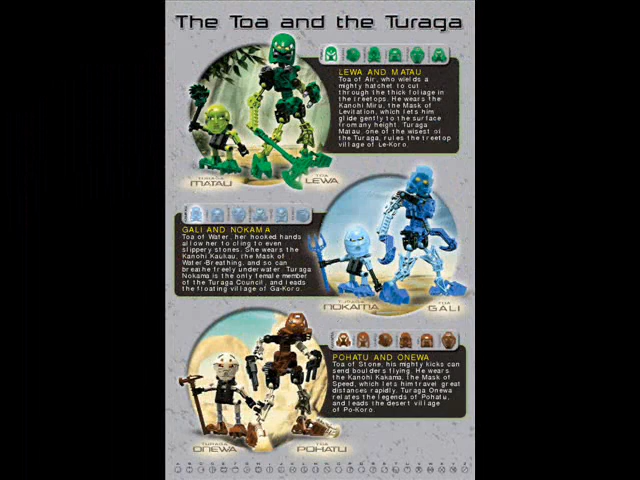 The Toa and the Turaga
LEWA AND MATAU
Toa of Air, who wields a
mighty hatchet to cut
through the thick foliage in
the treetops. He wears the
Kanohi Miru, the Mask of
Levitation, which lets him
glide gently to the surface
from any height. Turaga
Matau, one of the wisest of
the Turaga, rules the treetop
village of Le-Koro.
TURAGA
MATAU
TOA
LEWA
GALI AND NOKAMA
Toa of Water, her hooked hands
allow her to cling to even
slippery stones. She wears the
Kanohi Kaukau, the Mask of
Water-Breathing, and so can
breathe freely underwater. Turaga
Nokama is the only female member
of the Turaga Council, and leads
the floating village of Ga-Koro.
TURAGA
NOKAMA
TOA
GALI
POHATU AND ONEWA
Toa of Stone, his mighty kicks can
send boulders flying. He wears
the Kanohi Kakama, the Mask of
Speed, which lets him travel great
distances rapidly. Turaga Onewa
relates the legends of Pohatu,
and leads the desert village
of Po-Koro.
TURAGA
ONEWA
TOA
POHATU